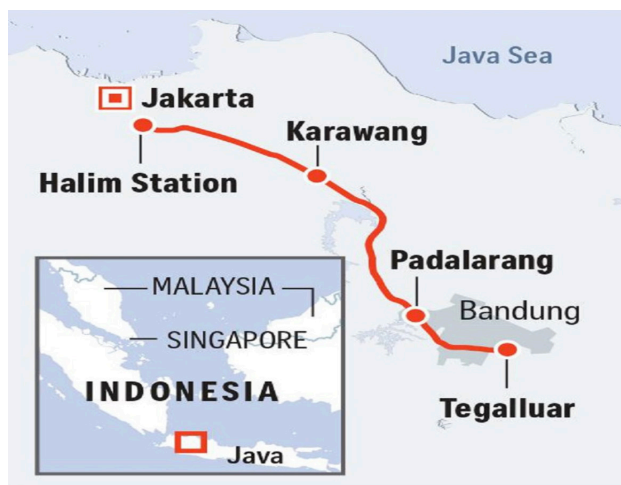 Java Sea
Jakarta
Karawang
Halim Station
Padalarang
Bandung
Tegalluar
MALAYSIA
SINGAPORE
INDONESIA
Java